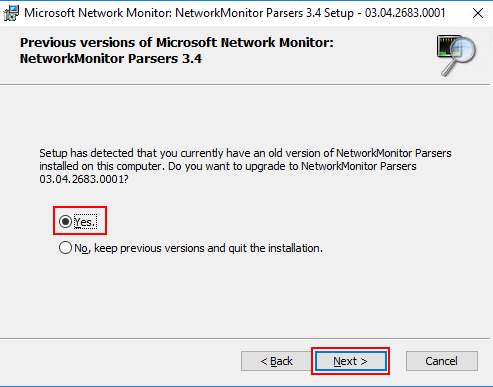 Microsoft Network Monitor: NetworkMonitor Parsers 3.4 Setup - 03.04.2683.0001
Previous versions of Microsoft Network Monitor:
NetworkMonitor Parsers 3.4
Setup has detected that you currently have an old version of NetworkMonitor Parsers
installed on this computer. Do you want to upgrade to NetworkMonitor Parsers
03.04.2683.0001?
Yes.
No, keep previous versions and quit the installation.
< Back
Next >
Cancel